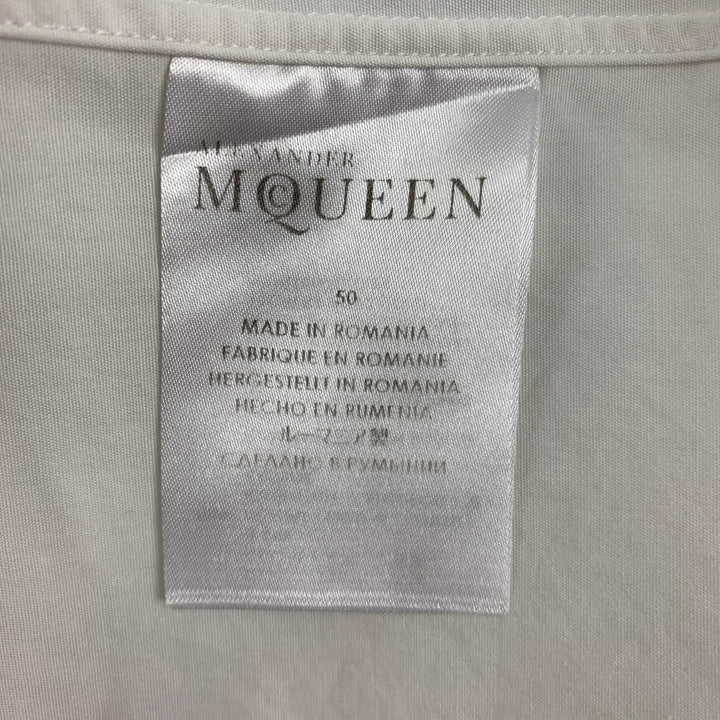 ALEXANDER
McQUEEN
50
MADE IN ROMANIA
FABRIQUE EN ROMANIE
HERGESTELLT IN ROMANIA
HECHO EN RUMENIA
ルーマニア製
СДЕЛАНО В РУМЫНИИ